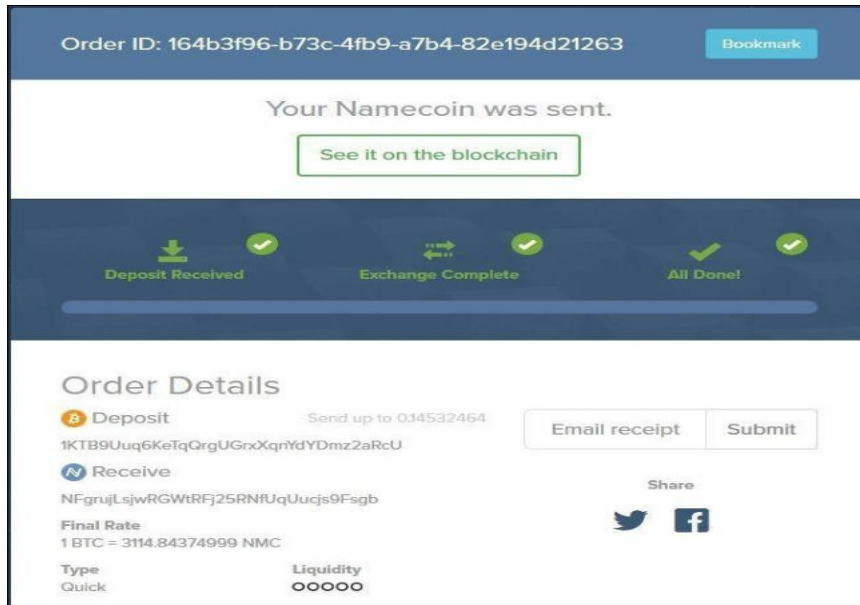 Order ID: 164b3f96-b73c-4fb9-a7b4-82e194d21263
Bookmark
Your Namecoin was sent.
See it on the blockchain
Deposit Received
Exchange Complete
All Done!
Order Details
Deposit
Send up to 0.14532464
1KTB9Uuq6KeTqQrgUGrxXqnYdYDmz2aRcU
Receive
NFgrujLsjwRGWtRFj25RNfUqUucjs9Fsgb
Email receipt
Submit
Share
Final Rate
1 BTC = 3114.84374999 NMC
Type
Liquidity
Quick